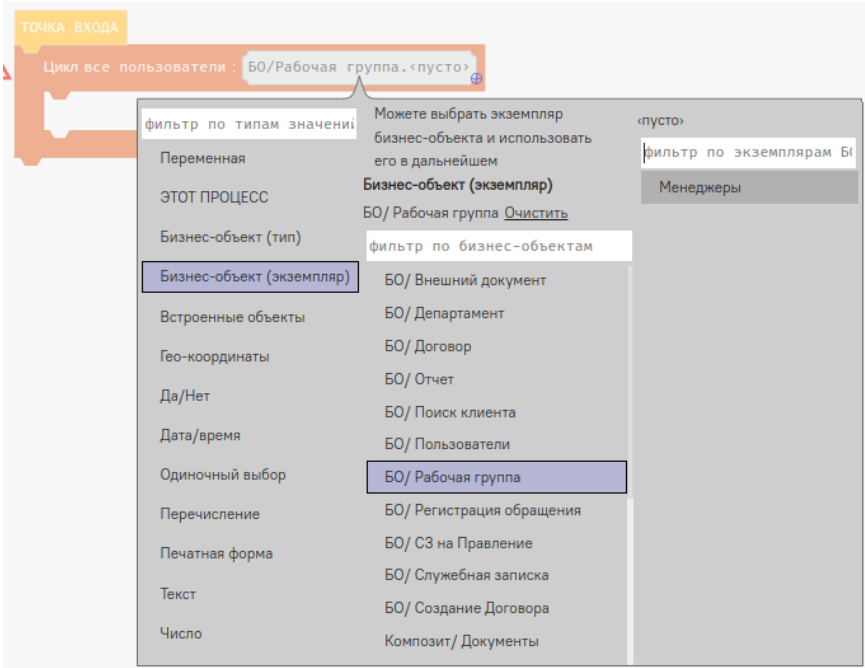 ТОЧКА ВХОДА
Цикл все пользователи : БО/Рабочая группа.‹пусто›
фильтр по типам значений
Переменная
ЭТОТ ПРОЦЕСС
Бизнес-объект (тип)
Бизнес-объект (экземпляр)
Встроенные объекты
Гео-координаты
Да/Нет
Дата/время
Одиночный выбор
Перечисление
Печатная форма
Текст
Число
Можете выбрать экземпляр
бизнес-объекта и использовать
его в дальнейшем
Бизнес-объект (экземпляр)
БО/ Рабочая группа Очистить
фильтр по бизнес-объектам
БО/ Внешний документ
БО/ Департамент
БО/ Договор
БО/ Отчет
БО/ Поиск клиента
БО/ Пользователи
БО/ Рабочая группа
БО/ Регистрация обращения
БО/ СЗ на Правление
БО/ Служебная записка
БО/ Создание Договора
Композит/ Документы
‹пусто›
фильтр по экземплярам БО
Менеджеры